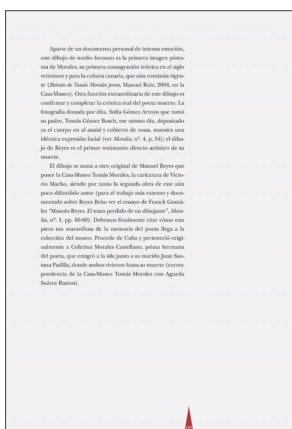 Aparte de un documento personal de intensa emoción,
este dibujo de medio formato es la primera imagen póstu-
ma de Morales, su primera consagración icónica en el siglo
veintiuno y para la cultura canaria, que aún continúa vigen-
te (Retrato de Tomás Morales joven, Manuel Ruiz, 2004, en la
Casa-Museo). Otra función extraordinaria de este dibujo es
confirmar y completar la crónica real del poeta muerto. La
fotografía donada por dña. Sofía Gómez Arroyo que tomó
su padre, Tomás Gómez Bosch, ese mismo día, depositado
ya el cuerpo en al ataúd y cubierto de rosas, muestra una
idéntica expresión facial (ver Moralia, nº. 4, p. 34); el dibu-
jo de Reyes es el primer testimonio directo artístico de su
muerte.
El dibujo se suma a otro original de Manuel Reyes que
posee la Casa-Museo Tomás Morales, la caricatura de Victo-
rio Macho, siendo por tanto la segunda obra de este aún
poco difundido autor (para el trabajo más extenso y docu-
mentado sobre Reyes Brito ver el ensayo de Franck Gonzá-
lez "Manolo Reyes. El trazo perdido de un dibujante", Mora-
lia, nº. 1, pp. 60-68). Debemos finalmente citar cómo esta
pieza tan maravillosa de la memoria del poeta llega a la
colección del museo. Procede de Cuba y perteneció origi-
nalmente a Ceferina Morales Castellano, prima hermana
del poeta, que emigró a la isla junto a su marido Juan San-
tana Padilla, donde ambos vivieron hasta su muerte (corres-
pondencia de la Casa-Museo Tomás Morales con Agueda
Suárez Ramos).